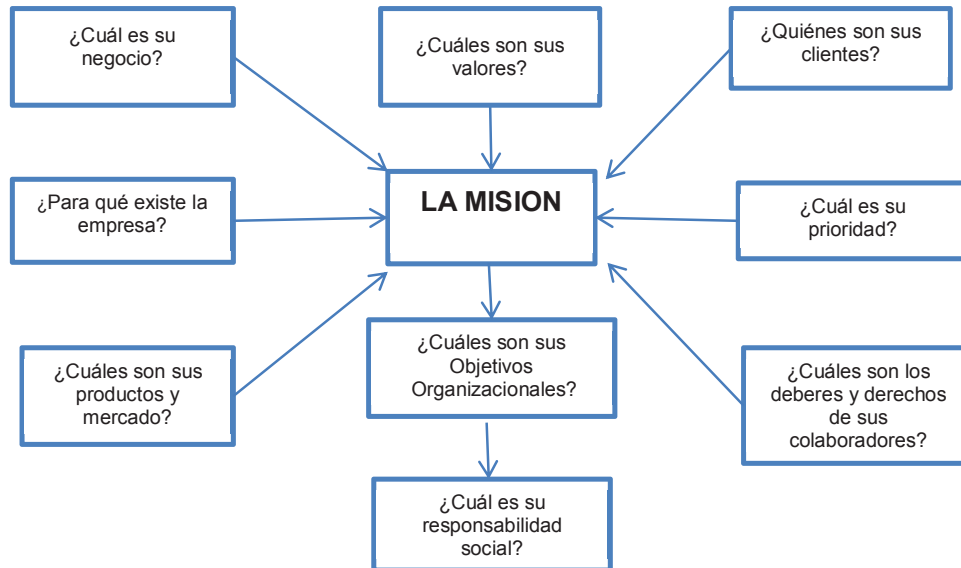 ¿Cuál es su
negocio?
¿Cuáles son sus
valores?
¿Quiénes son sus
clientes?
¿Para qué existe la
empresa?
LA MISION
¿Cuál es su
prioridad?
¿Cuáles son sus
productos y
mercado?
¿Cuáles son sus
Objetivos
Organizacionales?
¿Cuáles son los
deberes y derechos
de sus
colaboradores?
¿Cuál es su
responsabilidad
social?